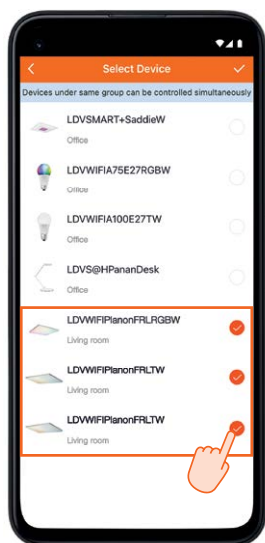 Select Device
Devices under same group can be controlled simultaneously
LDVSMART+SaddieW
Office
LDVWIFIA75E27RGBW
Office
LDVWIFIA100E27TW
Office
LDVS@HPananDesk
Office
LDVWIFIPlanonFRLRGBW
Living room
LDVWIFIPlanonFRLTW
Living room
LDVWIFIPlanonFRLTW
Living room